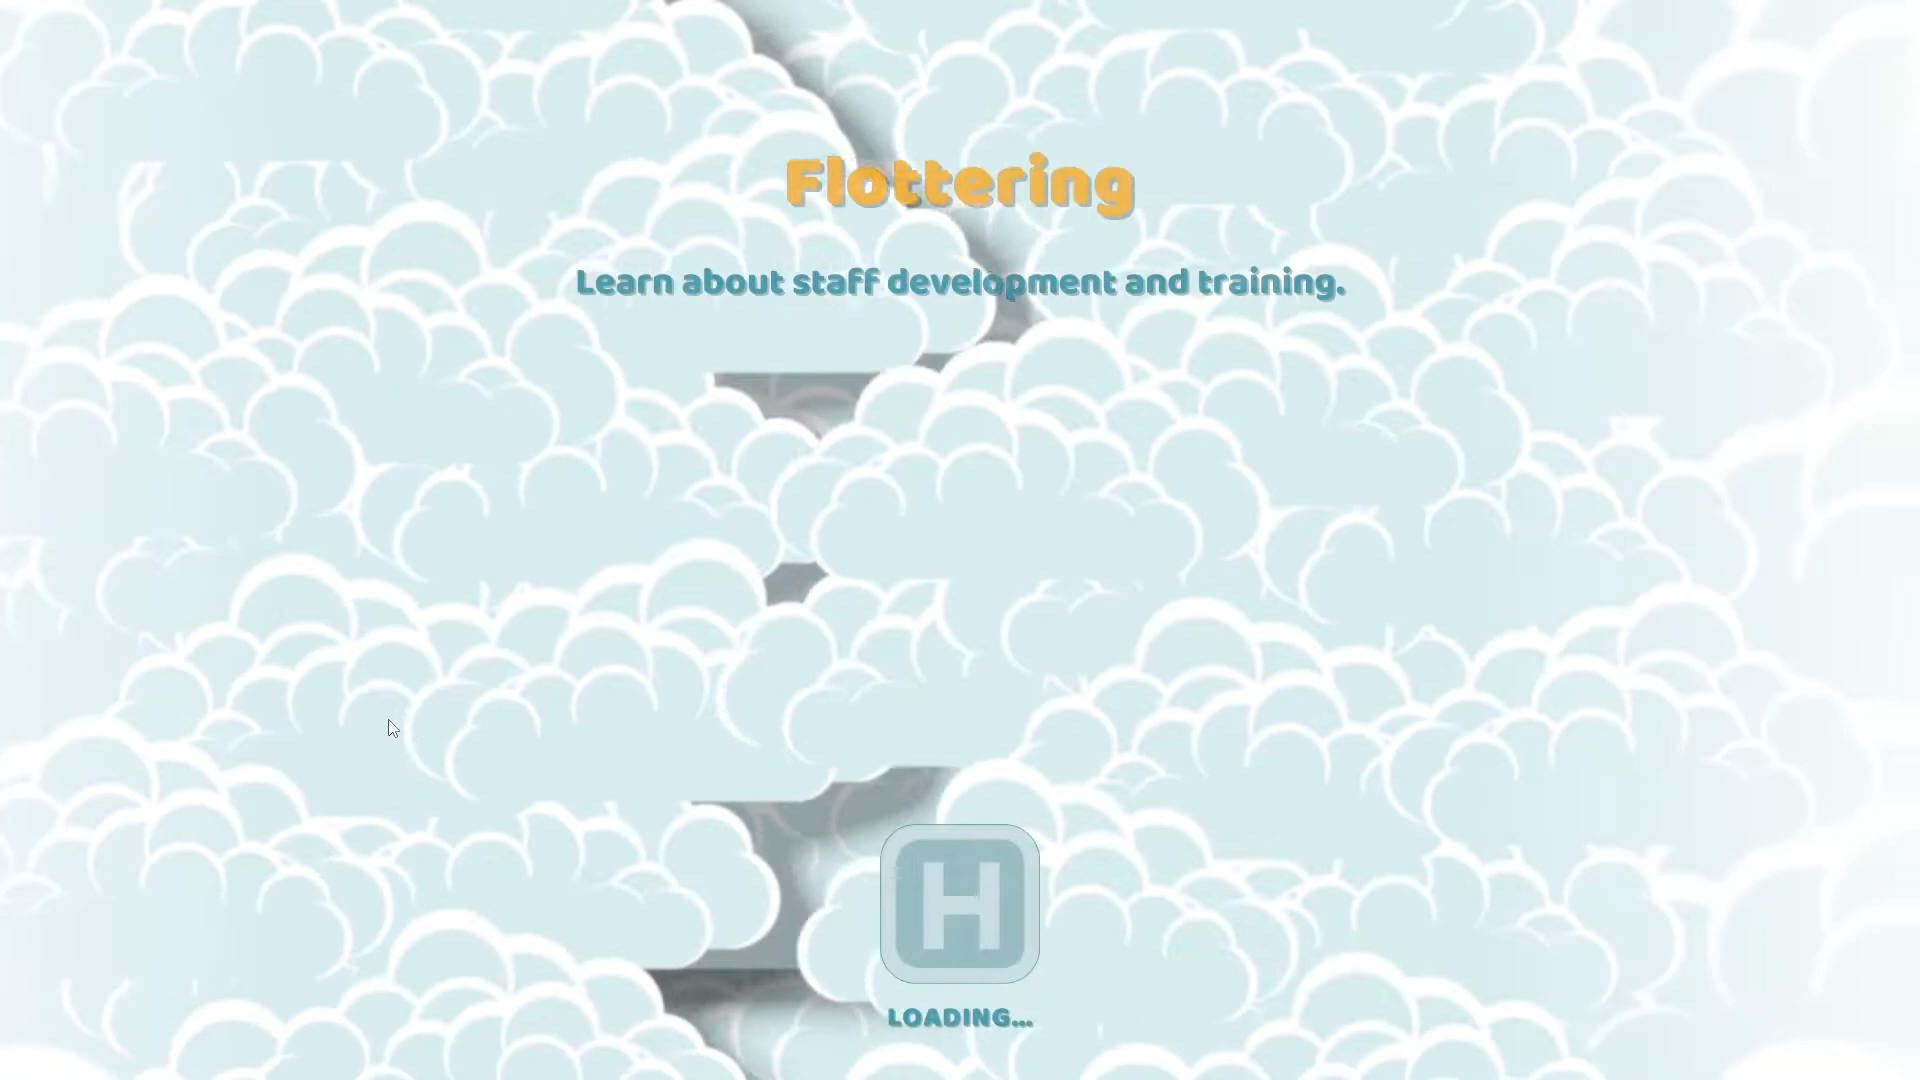 Flottering
Learn about staff development and training.
H
LOADING...